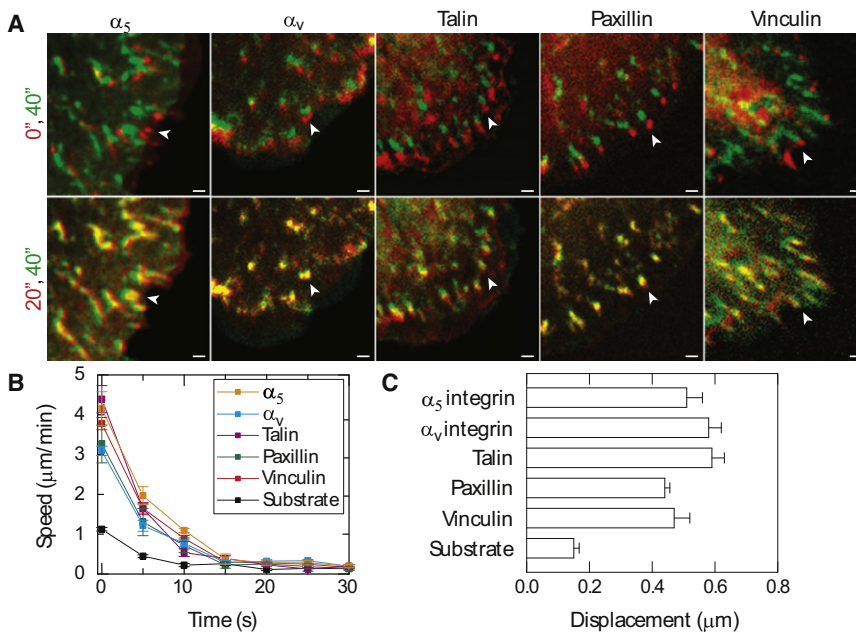 A
α5 αv Talin Paxillin Vinculin
0", 40"
20", 40"
B
5
4
3
2
1
0
Speed (μm/min)
0 10 20 30
Time (s)
α5
αv
Talin
Paxillin
Vinculin
Substrate
C
α5 integrin
αv integrin
Talin
Paxillin
Vinculin
Substrate
0.0 0.2 0.4 0.6 0.8
Displacement (μm)